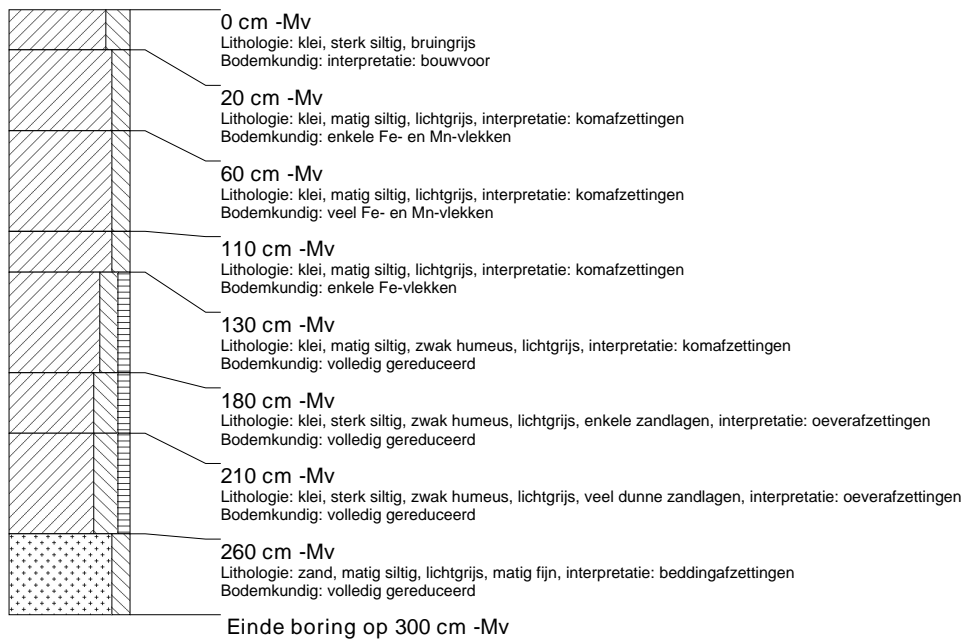 0 cm -Mv
Lithologie: klei, sterk siltig, bruingrijs
Bodemkundig: interpretatie: bouwvoor
20 cm -Mv
Lithologie: klei, matig siltig, lichtgrijs, interpretatie: komafzettingen
Bodemkundig: enkele Fe- en Mn-vlekken
60 cm -Mv
Lithologie: klei, matig siltig, lichtgrijs, interpretatie: komafzettingen
Bodemkundig: veel Fe- en Mn-vlekken
110 cm -Mv
Lithologie: klei, matig siltig, lichtgrijs, interpretatie: komafzettingen
Bodemkundig: enkele Fe-vlekken
130 cm -Mv
Lithologie: klei, matig siltig, zwak humeus, lichtgrijs, interpretatie: komafzettingen
Bodemkundig: volledig gereduceerd
180 cm -Mv
Lithologie: klei, sterk siltig, zwak humeus, lichtgrijs, enkele zandlagen, interpretatie: oeverafzettingen
Bodemkundig: volledig gereduceerd
210 cm -Mv
Lithologie: klei, sterk siltig, zwak humeus, lichtgrijs, veel dunne zandlagen, interpretatie: oeverafzettingen
Bodemkundig: volledig gereduceerd
260 cm -Mv
Lithologie: zand, matig siltig, lichtgrijs, matig fijn, interpretatie: beddingafzettingen
Bodemkundig: volledig gereduceerd
Einde boring op 300 cm -Mv